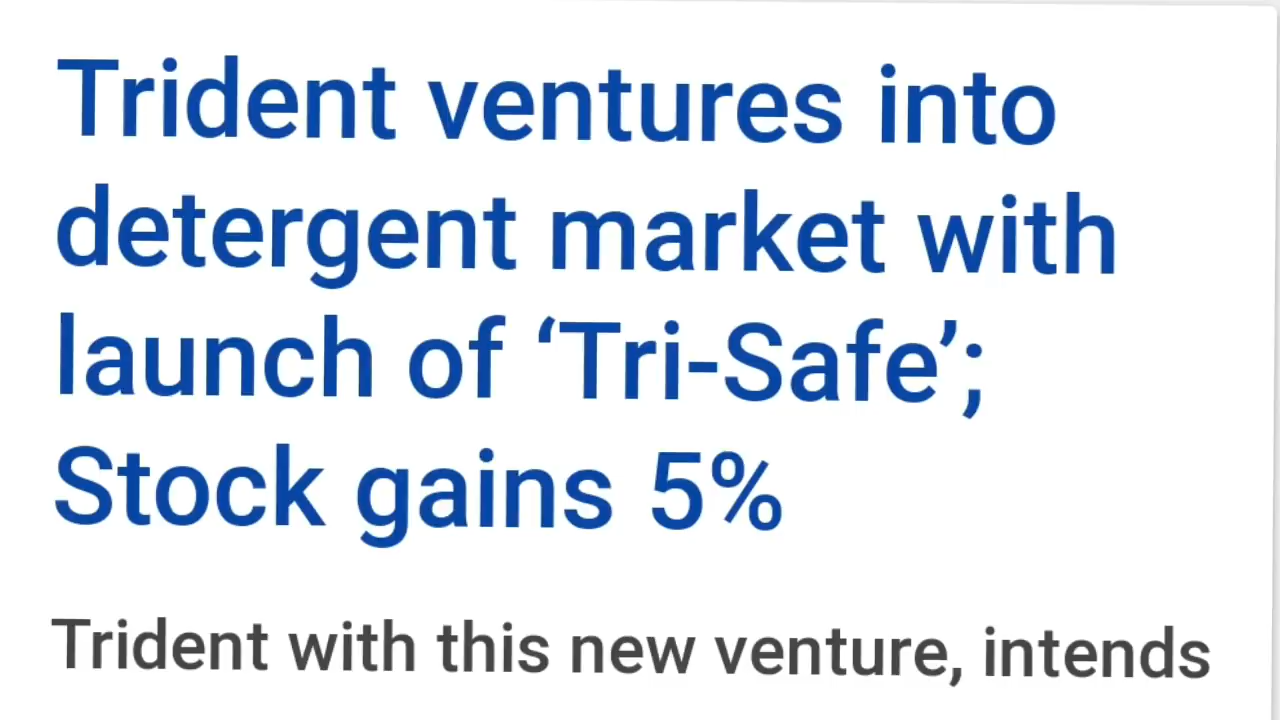 Trident ventures into
detergent market with
launch of ‘Tri-Safe’;
Stock gains 5%
Trident with this new venture, intends